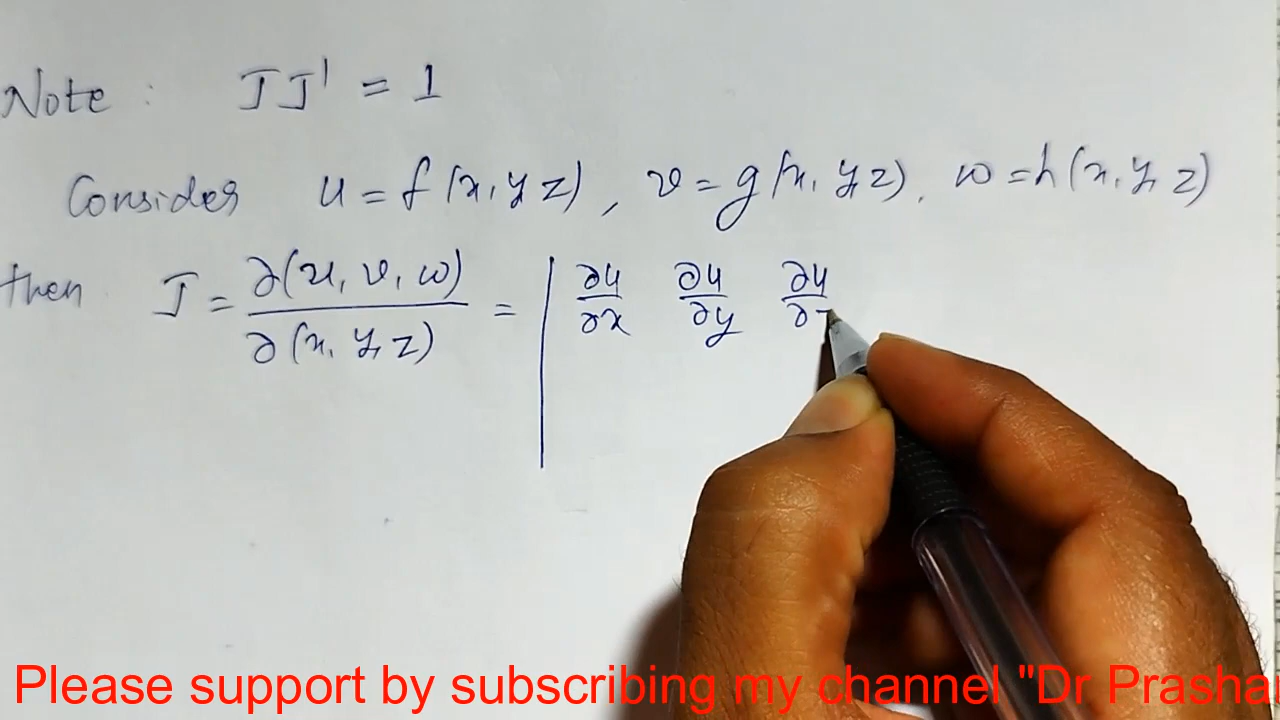 Note : JJ' = 1
Consider u = f(x, y, z), v = g(x, y, z), w = h(x, y, z)
then J = ∂(u, v, w)/∂(x, y, z) = | ∂u/∂x ∂u/∂y ∂u/∂
Please support by subscribing my channel "Dr Prasha